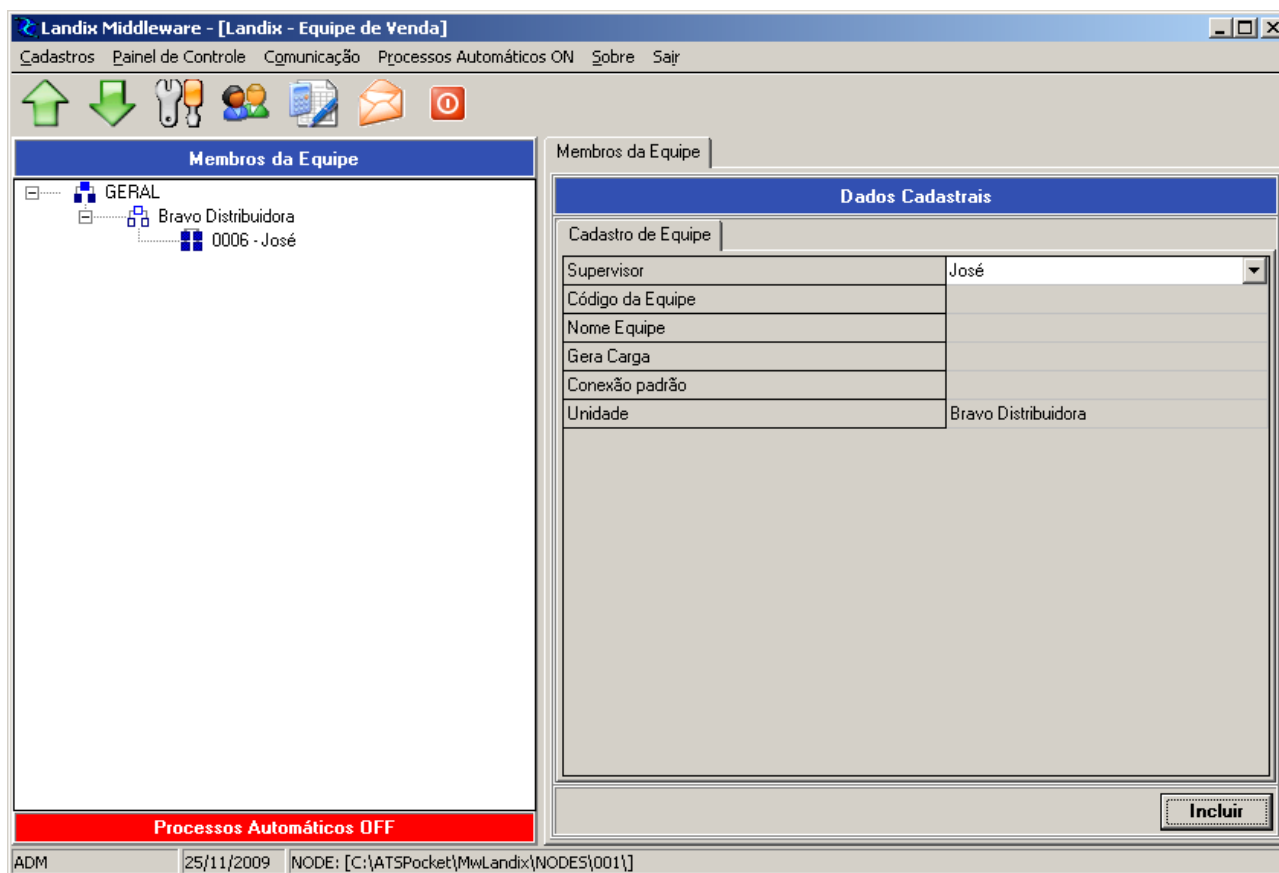 Landix Middleware - [Landix - Equipe de Venda]
Cadastros Painel de Controle Comunicação Processos Automáticos ON Sobre Sair
Membros da Equipe
GERAL
Bravo Distribuidora
0006 - José
Processos Automáticos OFF
Membros da Equipe
Dados Cadastrais
Cadastro de Equipe
Supervisor José
Código da Equipe
Nome Equipe
Gera Carga
Conexão padrão
Unidade Bravo Distribuidora
Incluir
ADM 25/11/2009 NODE: [C:\ATSPocket\MwLandix\NODES\001\]